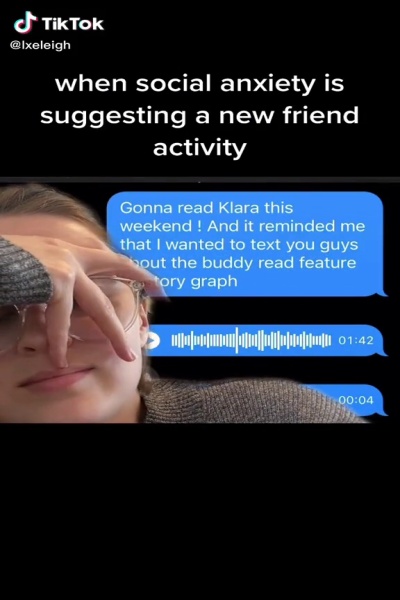 TikTok
@lxeleigh
when social anxiety is
suggesting a new friend
activity
Gonna read Klara this
weekend ! And it reminded me
that I wanted to text you guys
about the buddy read feature
tory graph
01:42
00:04